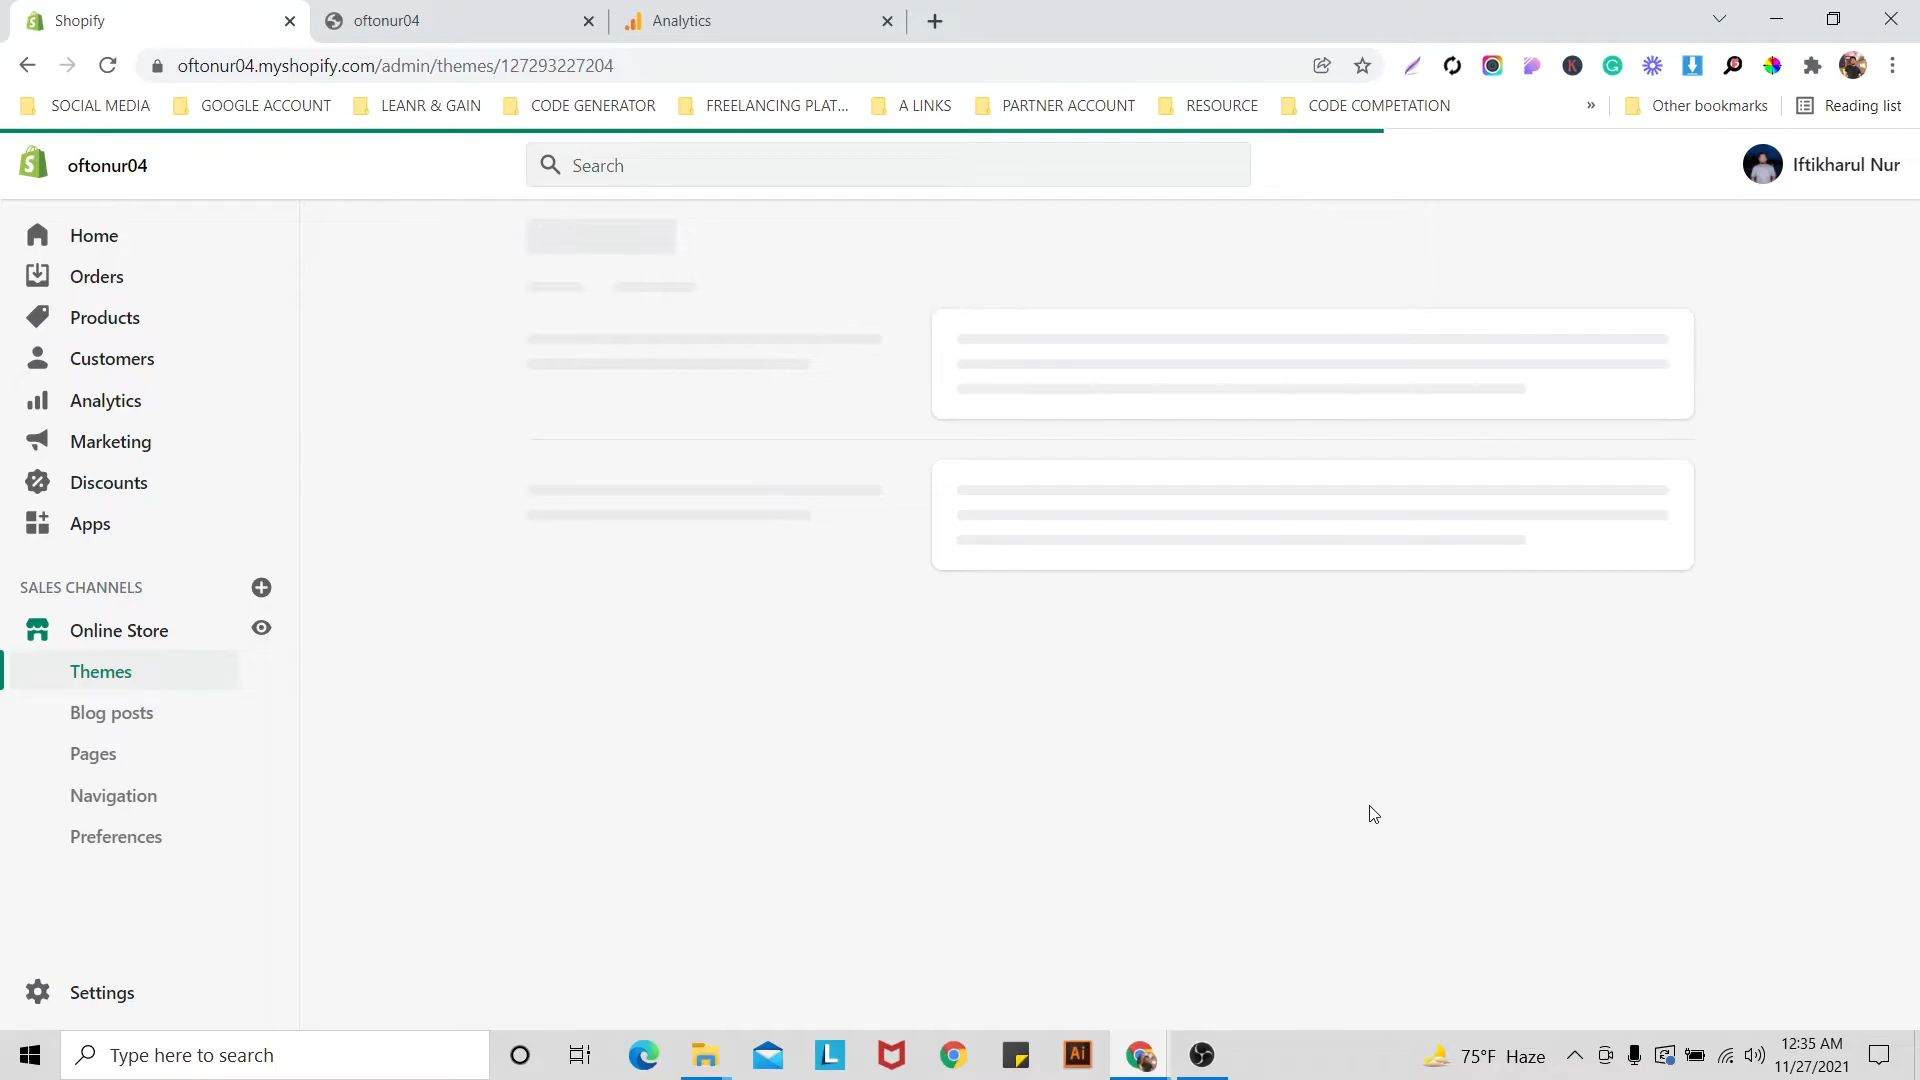 Shopify
oftonur04
Analytics
oftonur04.myshopify.com/admin/themes/127293227204
SOCIAL MEDIA
GOOGLE ACCOUNT
LEANR & GAIN
CODE GENERATOR
FREELANCING PLAT...
A LINKS
PARTNER ACCOUNT
RESOURCE
CODE COMPETATION
»
Other bookmarks
Reading list
oftonur04
Search
Iftikharul Nur
Home
Orders
Products
Customers
Analytics
Marketing
Discounts
Apps
SALES CHANNELS
Online Store
Themes
Blog posts
Pages
Navigation
Preferences
Settings
Type here to search
L
Ai
75°F Haze
12:35 AM
11/27/2021